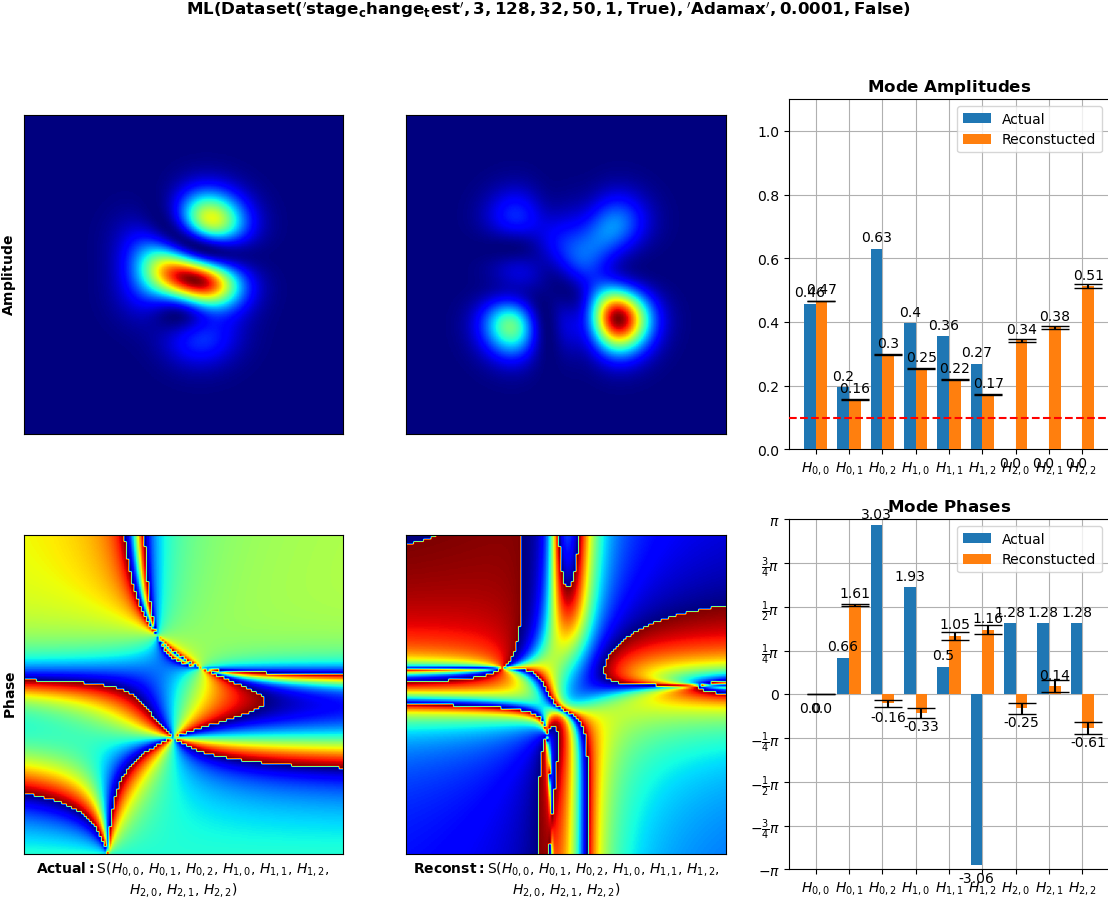 ML(Dataset('stage_change_test', 3, 128, 32, 50, 1, True), 'Adamax', 0.0001, False)
Mode Amplitudes
Actual
Reconstucted
1.0
0.8
0.6
0.4
0.2
0.0
0.46
0.47
0.2
0.16
0.63
0.3
0.4
0.25
0.36
0.22
0.27
0.17
0.0
0.34
0.0
0.38
0.0
0.51
H0,0 H0,1 H0,2 H1,0 H1,1 H1,2 H2,0 H2,1 H2,2
Amplitude
Mode Phases
Actual
Reconstucted
π
3/4π
1/2π
1/4π
0
−1/4π
−1/2π
−3/4π
−π
0.0
0.0
0.66
1.61
3.03
-0.16
1.93
-0.33
0.5
1.05
-3.06
1.16
1.28
-0.25
1.28
0.14
1.28
-0.61
H0,0 H0,1 H0,2 H1,0 H1,1 H1,2 H2,0 H2,1 H2,2
Phase
Actual: S(H0,0, H0,1, H0,2, H1,0, H1,1, H1,2,
H2,0, H2,1, H2,2)
Reconst: S(H0,0, H0,1, H0,2, H1,0, H1,1, H1,2,
H2,0, H2,1, H2,2)